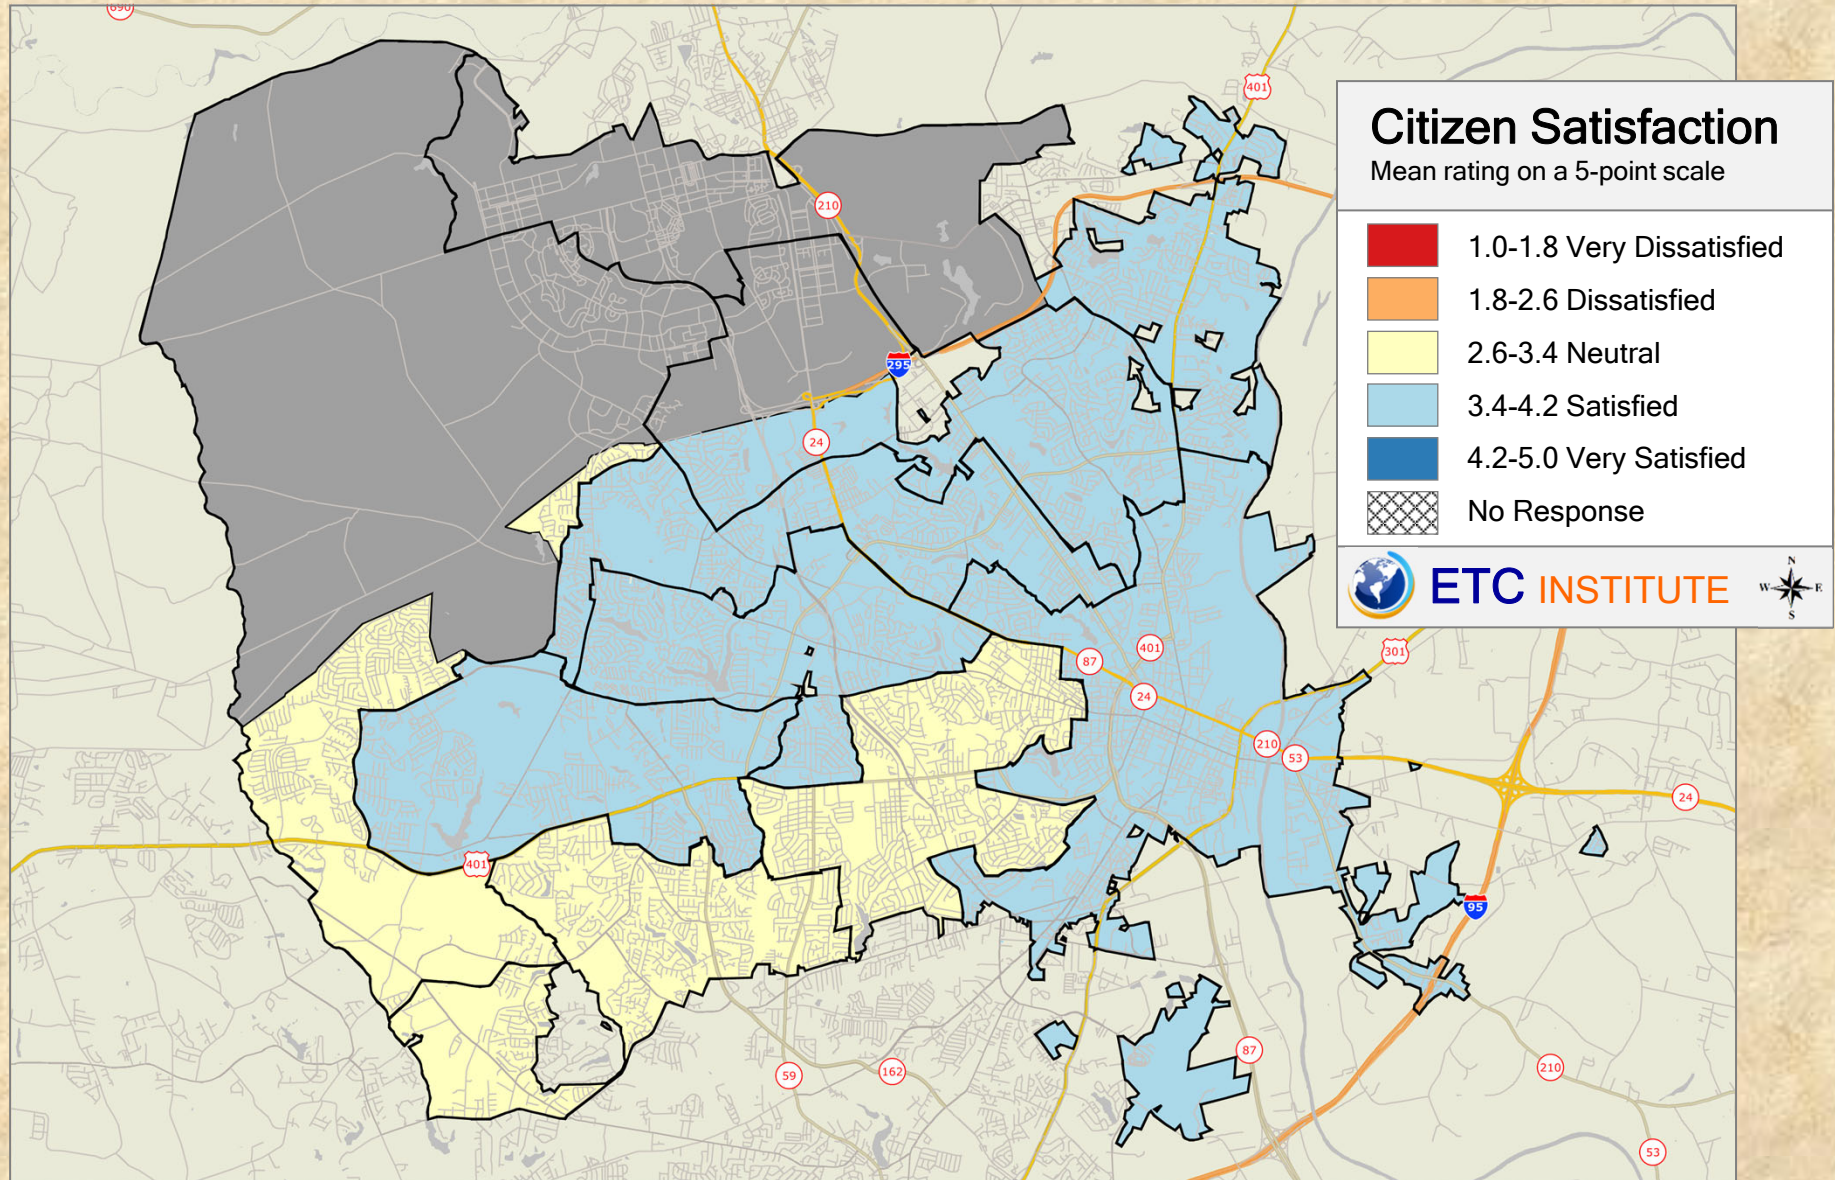 690
401
Citizen Satisfaction
Mean rating on a 5-point scale
1.0-1.8 Very Dissatisfied
1.8-2.6 Dissatisfied
2.6-3.4 Neutral
3.4-4.2 Satisfied
4.2-5.0 Very Satisfied
No Response
ETC INSTITUTE
N
W
E
S
210
295
24
401
87
301
24
210
53
24
401
95
87
59
162
210
53